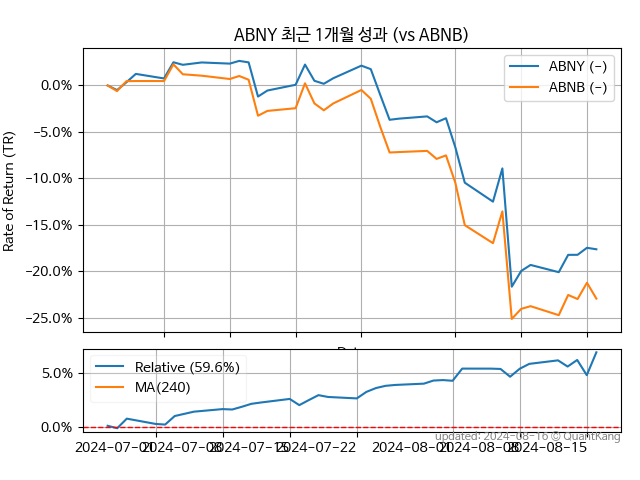 ABNY 최근 1개월 성과 (vs ABNB)
ABNY (-)
ABNB (-)
Rate of Return (TR)
0.0%
-5.0%
-10.0%
-15.0%
-20.0%
-25.0%
Relative (59.6%)
MA(240)
5.0%
0.0%
updated: 2024-08-16 © QuantKang
2024-07-01
2024-07-08
2024-07-15
2024-07-22
2024-08-01
2024-08-08
2024-08-15